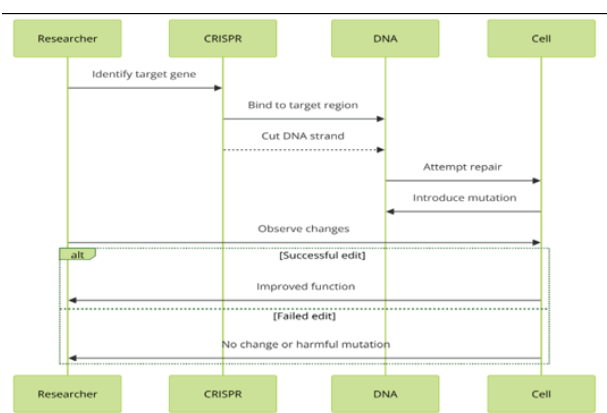 Researcher CRISPR DNA Cell
Identify target gene
Bind to target region
Cut DNA strand
Attempt repair
Introduce mutation
Observe changes
alt [Successful edit]
Improved function
[Failed edit]
No change or harmful mutation
Researcher CRISPR DNA Cell